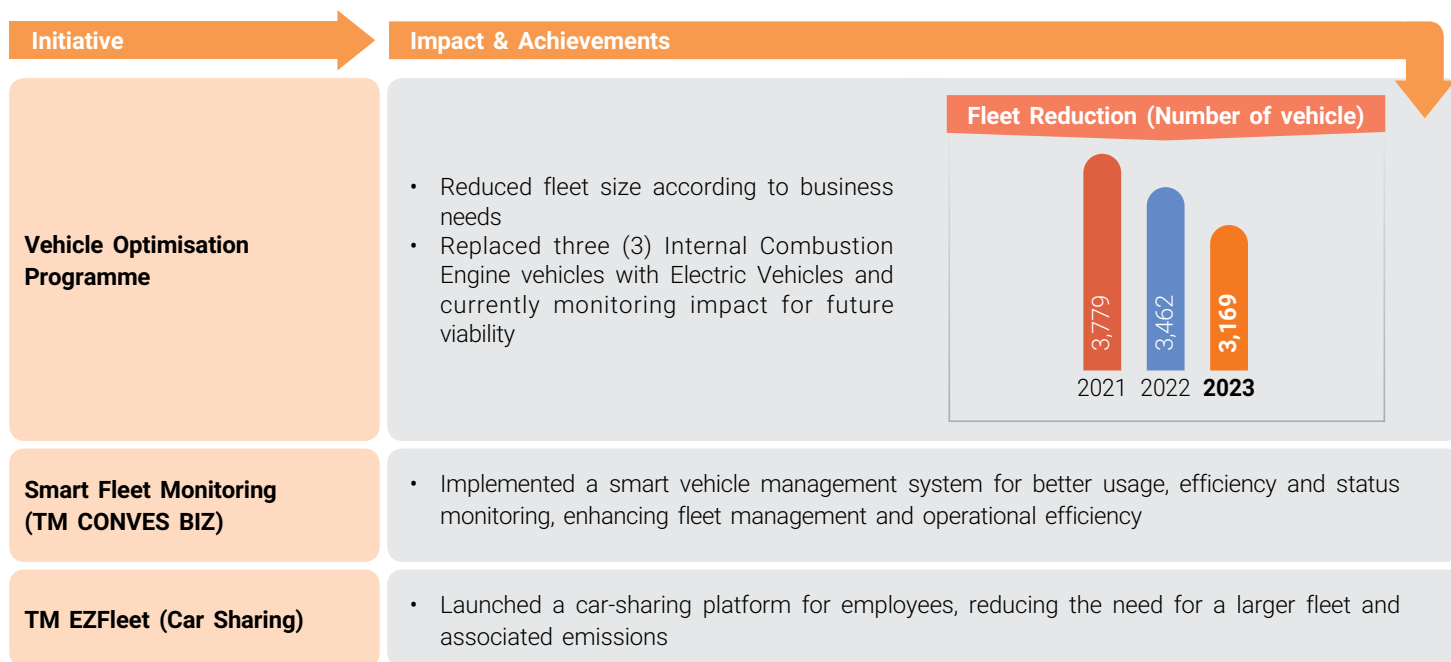 Initiative
Impact & Achievements
Vehicle Optimisation
Programme
• Reduced fleet size according to business
needs
• Replaced three (3) Internal Combustion
Engine vehicles with Electric Vehicles and
currently monitoring impact for future
viability
Fleet Reduction (Number of vehicle)
3,779
3,462
3,169
2021 2022 2023
Smart Fleet Monitoring
(TM CONVES BIZ)
• Implemented a smart vehicle management system for better usage, efficiency and status
monitoring, enhancing fleet management and operational efficiency
TM EZFleet (Car Sharing)
• Launched a car-sharing platform for employees, reducing the need for a larger fleet and
associated emissions